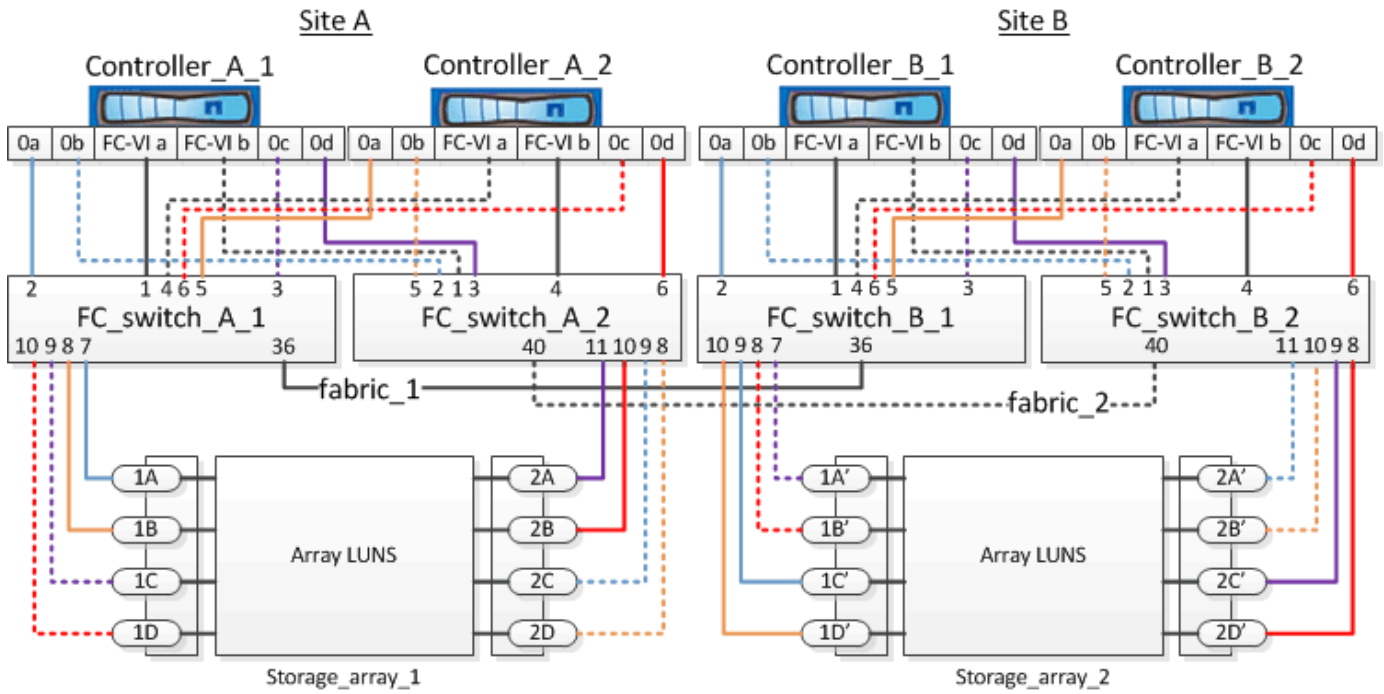 Site A Site B
Controller_A_1 Controller_A_2 Controller_B_1 Controller_B_2
0a 0b FC-VI a FC-VI b 0c 0d 0a 0b FC-VI a FC-VI b 0c 0d 0a 0b FC-VI a FC-VI b 0c 0d 0a 0b FC-VI a FC-VI b 0c 0d
2 1 4 6 5 3 5 2 1 3 4 6 2 1 4 6 5 3 5 2 1 3 4 6
FC_switch_A_1 FC_switch_A_2 FC_switch_B_1 FC_switch_B_2
10 9 8 7 36 40 11 10 9 8 10 9 8 7 36 40 11 10 9 8
fabric_1 fabric_2
1A 2A 1A' 2A'
1B 2B 1B' 2B'
Array LUNS Array LUNS
1C 2C 1C' 2C'
1D 2D 1D' 2D'
Storage_array_1 Storage_array_2